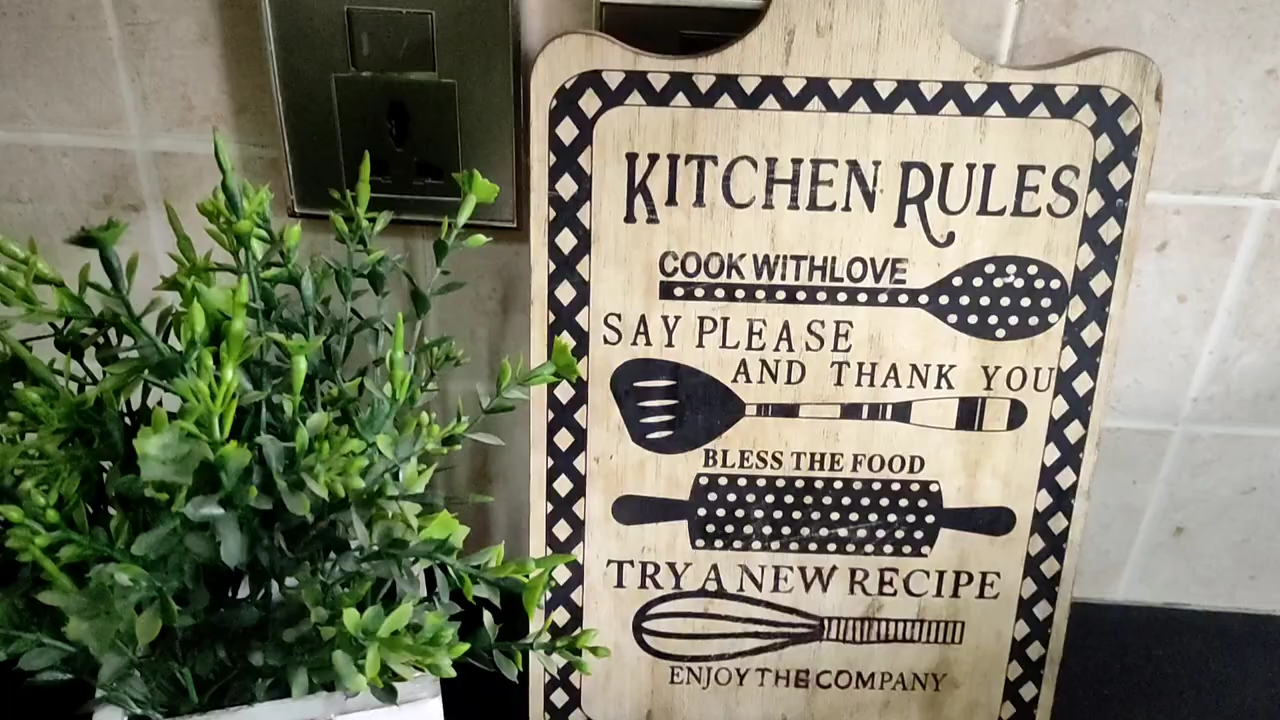 KITCHEN RULES
COOK WITHLOVE
SAY PLEASE
AND THANK YOU
BLESS THE FOOD
TRY A NEW RECIPE
ENJOY THE COMPANY